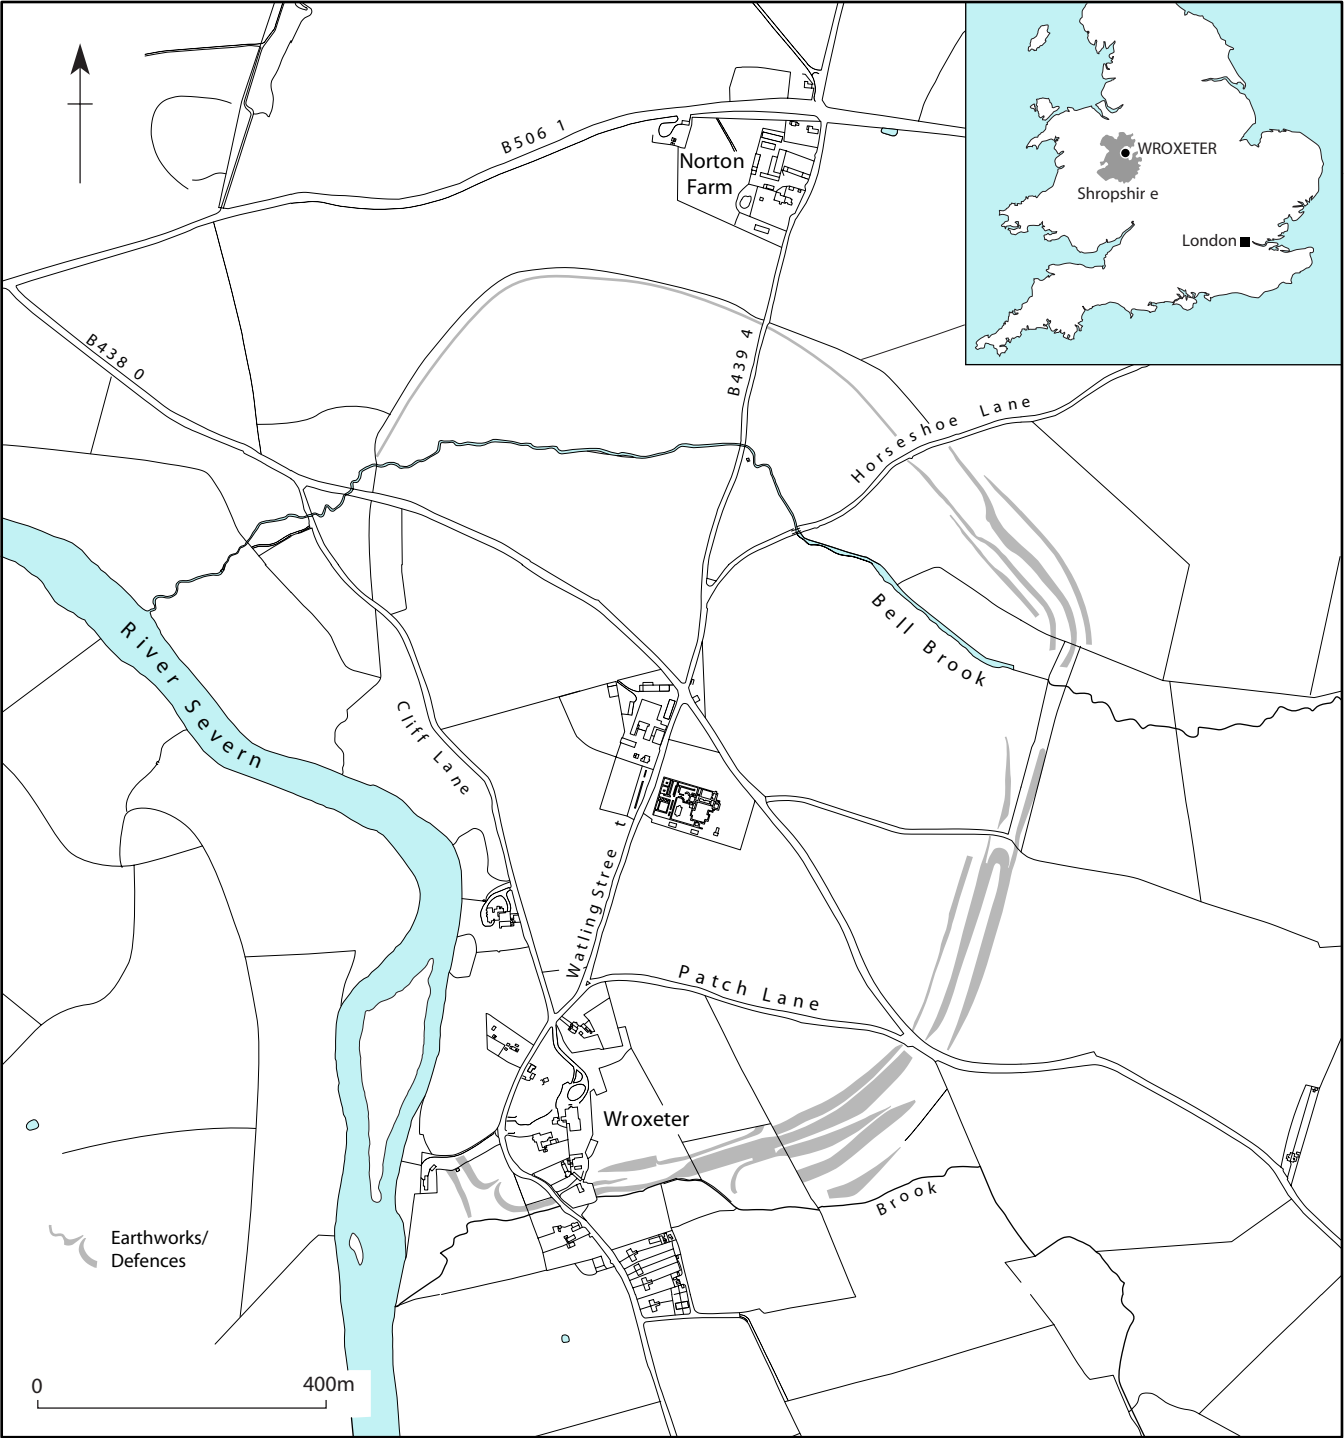 B506 1
Norton
Farm
WROXETER
Shropshir e
London
B438 0
B439 4
Horseshoe Lane
Bell Brook
River Severn
Cliff Lane
Watling Stree t
Patch Lane
Wroxeter
Brook
Earthworks/
Defences
0 400m